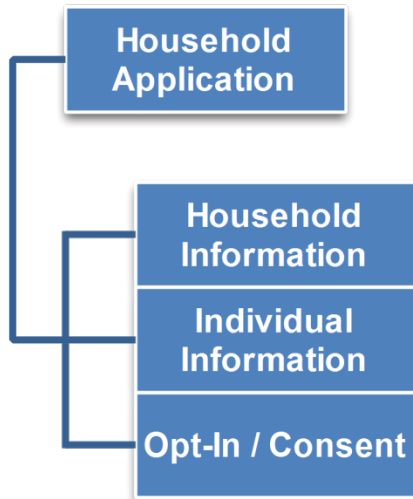 Household
Application
Household
Information
Individual
Information
Opt-In / Consent